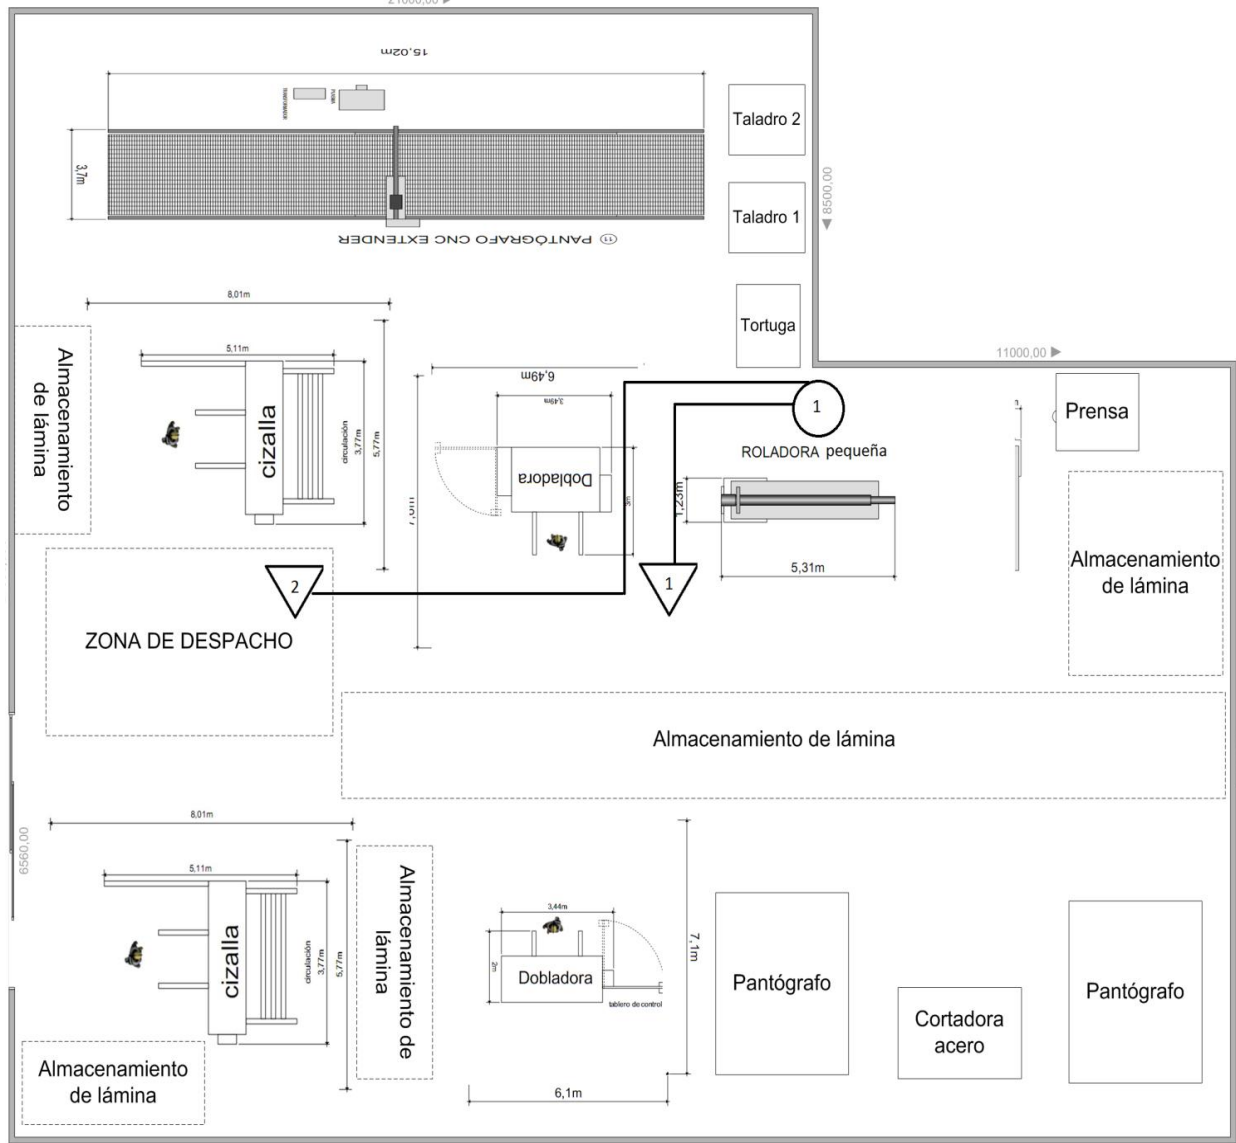 21000,00
15,02m
TRANSFORMADOR
3,7m
⑪ PANTÓGRAFO CNC EXTENDER
Taladro 2
Taladro 1
Tortuga
8500,00
11000,00
8,01m
5,11m
Almacenamiento
de lámina
cizalla
circulación
3,77m
5,77m
6,49m
3,49m
Dobladora
3m
1
ROLADORA pequeña
1,23m
5,31m
Prensa
Almacenamiento
de lámina
2
1
ZONA DE DESPACHO
Almacenamiento de lámina
6560,00
8,01m
5,11m
cizalla
circulación
3,77m
5,77m
Almacenamiento de
lámina
Almacenamiento
de lámina
3,44m
2m
Dobladora
tablero de control
7,1m
6,1m
Pantógrafo
Cortadora
acero
Pantógrafo